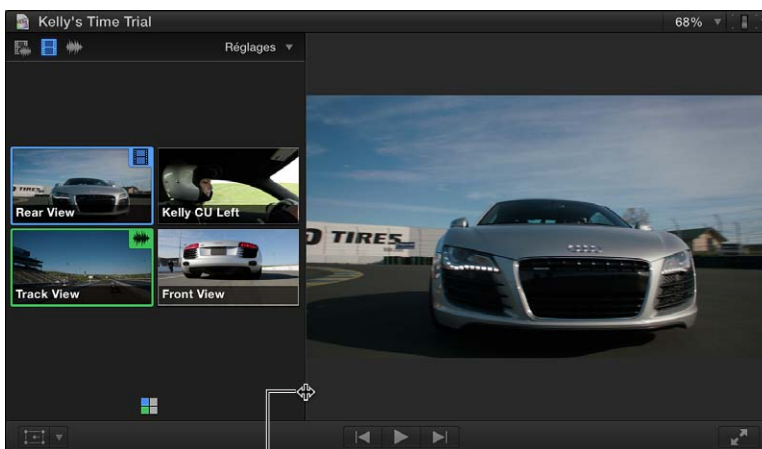 Kelly's Time Trial
68%
Réglages
Rear View
Kelly CU Left
Track View
Front View
TIRES
TIRES